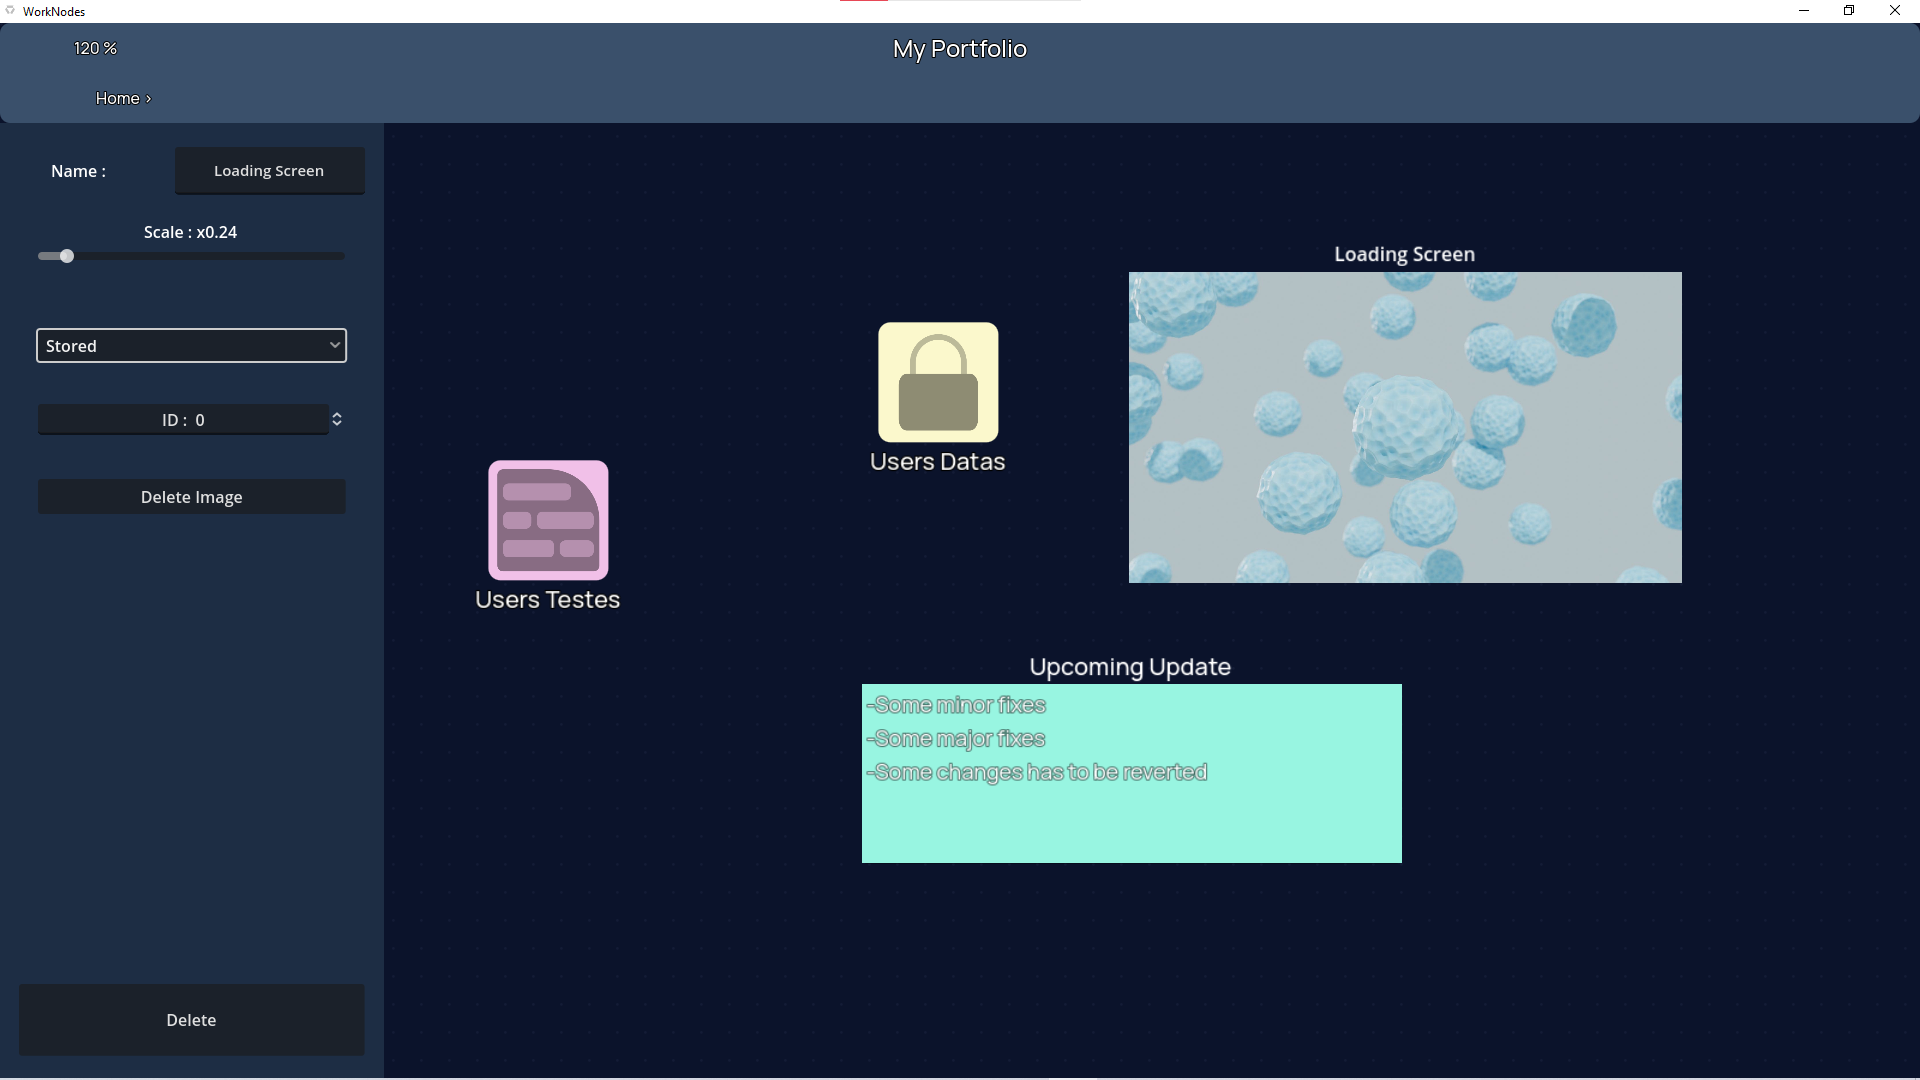 WorkNodes
120 %
My Portfolio
Home ›
Name :
Loading Screen
Scale : x0.24
Stored
ID : 0
Delete Image
Delete
Loading Screen
Users Datas
Users Testes
Upcoming Update
-Some minor fixes
-Some major fixes
-Some changes has to be reverted